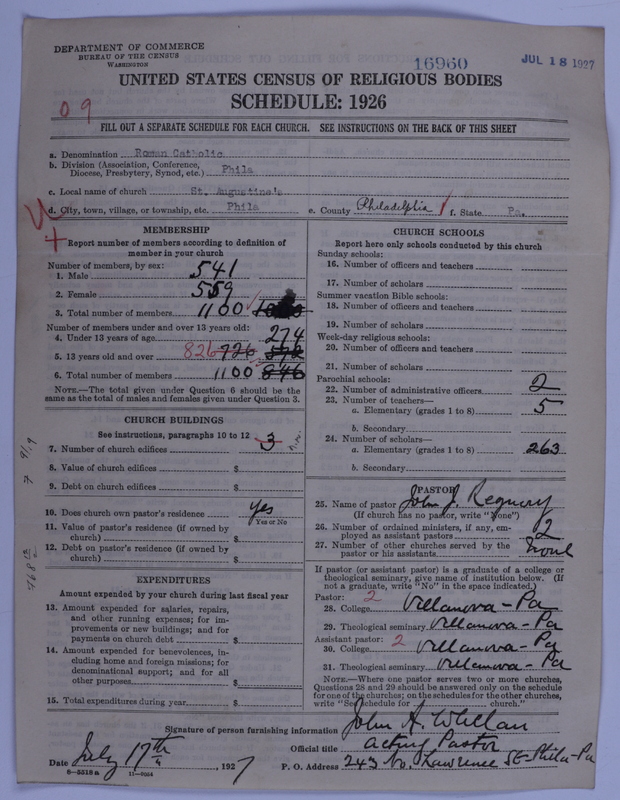 DEPARTMENT OF COMMERCE
BUREAU OF THE CENSUS
WASHINGTON
16960
JUL 18 1927
UNITED STATES CENSUS OF RELIGIOUS BODIES
SCHEDULE: 1926
09
FILL OUT A SEPARATE SCHEDULE FOR EACH CHURCH. SEE INSTRUCTIONS ON THE BACK OF THIS SHEET
a. Denomination Roman Catholic
b. Division (Association, Conference,
Diocese, Presbytery, Synod, etc.) Phila
c. Local name of church St. Augustine's
d. City, town, village, or township, etc. Phila e. County Philadelphia f. State Pa.
MEMBERSHIP
Report number of members according to definition of
member in your church
Number of members, by sex:
1. Male 541
2. Female 559
3. Total number of members 1100
Number of members under and over 13 years old:
4. Under 13 years of age 274
5. 13 years old and over 826 726 572
6. Total number of members 1100 846
NOTE.—The total given under Question 6 should be
same as the total of males and females given under Question 3.
CHURCH BUILDINGS
See instructions, paragraphs 10 to 12
7. Number of church edifices 3
8. Value of church edifices $
9. Debt on church edifices $
10. Does church own pastor's residence Yes
Yes or No
11. Value of pastor's residence (if owned by
church) $
12. Debt on pastor's residence (if owned by
church) $
EXPENDITURES
Amount expended by your church during last fiscal year
13. Amount expended for salaries, repairs,
and other running expenses; for im-
provements or new buildings; and for
payments on church debt $
14. Amount expended for benevolences, in-
cluding home and foreign missions; for
denominational support; and for all
other purposes $
15. Total expenditures during year $
CHURCH SCHOOLS
Report here only schools conducted by this church
Sunday schools:
16. Number of officers and teachers
17. Number of scholars
Summer vacation Bible schools:
18. Number of officers and teachers
19. Number of scholars
Week-day religious schools:
20. Number of officers and teachers
21. Number of scholars
Parochial schools:
22. Number of administrative officers 2
23. Number of teachers—
a. Elementary (grades 1 to 8) 5
b. Secondary
24. Number of scholars—
a. Elementary (grades 1 to 8) 263
b. Secondary
PASTOR
25. Name of pastor John J. Regnery
(If church has no pastor, write "None")
26. Number of ordained ministers, if any, em-
ployed as assistant pastors 2
27. Number of other churches served by the
pastor or his assistants None
If pastor (or assistant pastor) is a graduate of a college or
theological seminary, give name of institution below. (If
not a graduate, write "No" in the space indicated.)
Pastor: 2
28. College Villanova - Pa
29. Theological seminary Villanova - Pa
Assistant pastor: 2
30. College Villanova - Pa
31. Theological seminary Villanova - Pa
NOTE.—Where one pastor serves two or more churches,
Questions 28 and 29 should be answered only on the schedule
for one of the churches; on the schedules for the other churches,
write "See schedule for church."
Signature of person furnishing information John A. Whelan
Official title acting Pastor
Date July 17th, 1927 P. O. Address 243 No. Lawrence St - Phila - Pa
8—5518a 11—9064